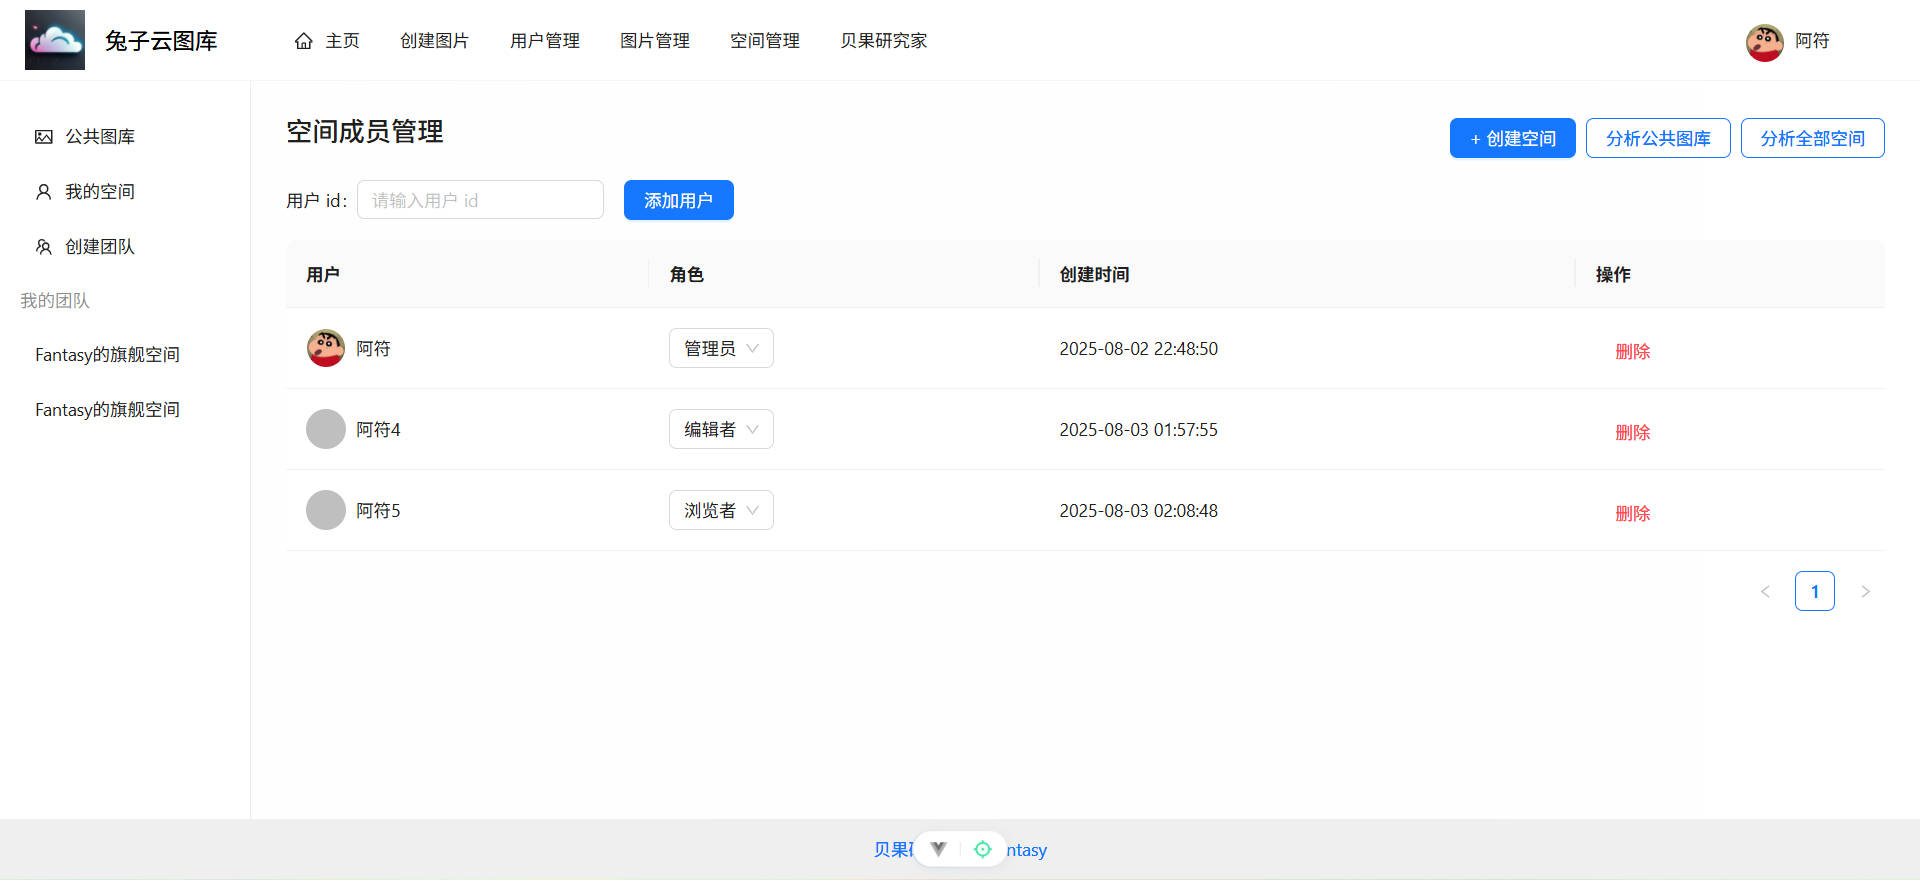 兔子云图库
主页 创建图片 用户管理 图片管理 空间管理 贝果研究家
阿符
公共图库
我的空间
创建团队
我的团队
Fantasy的旗舰空间
Fantasy的旗舰空间
空间成员管理
+ 创建空间 分析公共图库 分析全部空间
用户 id: 请输入用户 id 添加用户
用户 角色 创建时间 操作
阿符 管理员 2025-08-02 22:48:50 删除
阿符4 编辑者 2025-08-03 01:57:55 删除
阿符5 浏览者 2025-08-03 02:08:48 删除
< 1 >
贝果 ntasy